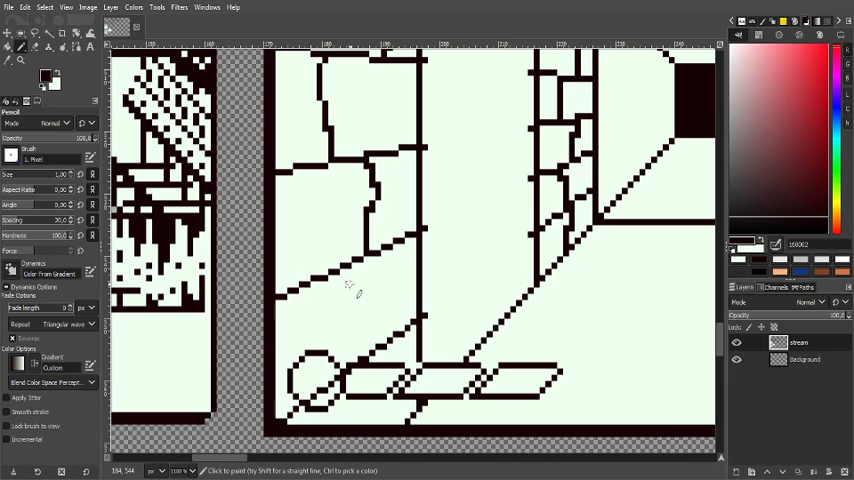 File Edit Select View Image Layer Colors Tools Filters Windows Help
Pencil
Mode Normal
Opacity 100,0
Brush
1. Pixel
Size 1,00
Aspect Ratio 0,00
Angle 0,00
Spacing 20,0
Hardness 100,0
Force
Dynamics
Color From Gradient
Fade Options
Fade length 0 px
Repeat Triangular wave
Reverse
Color Options
Gradient
Custom
Blend Color Space Percept...
Apply Jitter
Smooth stroke
Lock brush to view
Incremental
184, 544 px 1100 % Click to paint (try Shift for a straight line, Ctrl to pick a color)
160002
Layers Channels Paths
Mode Normal
Opacity 100,0
Lock:
stream
Background